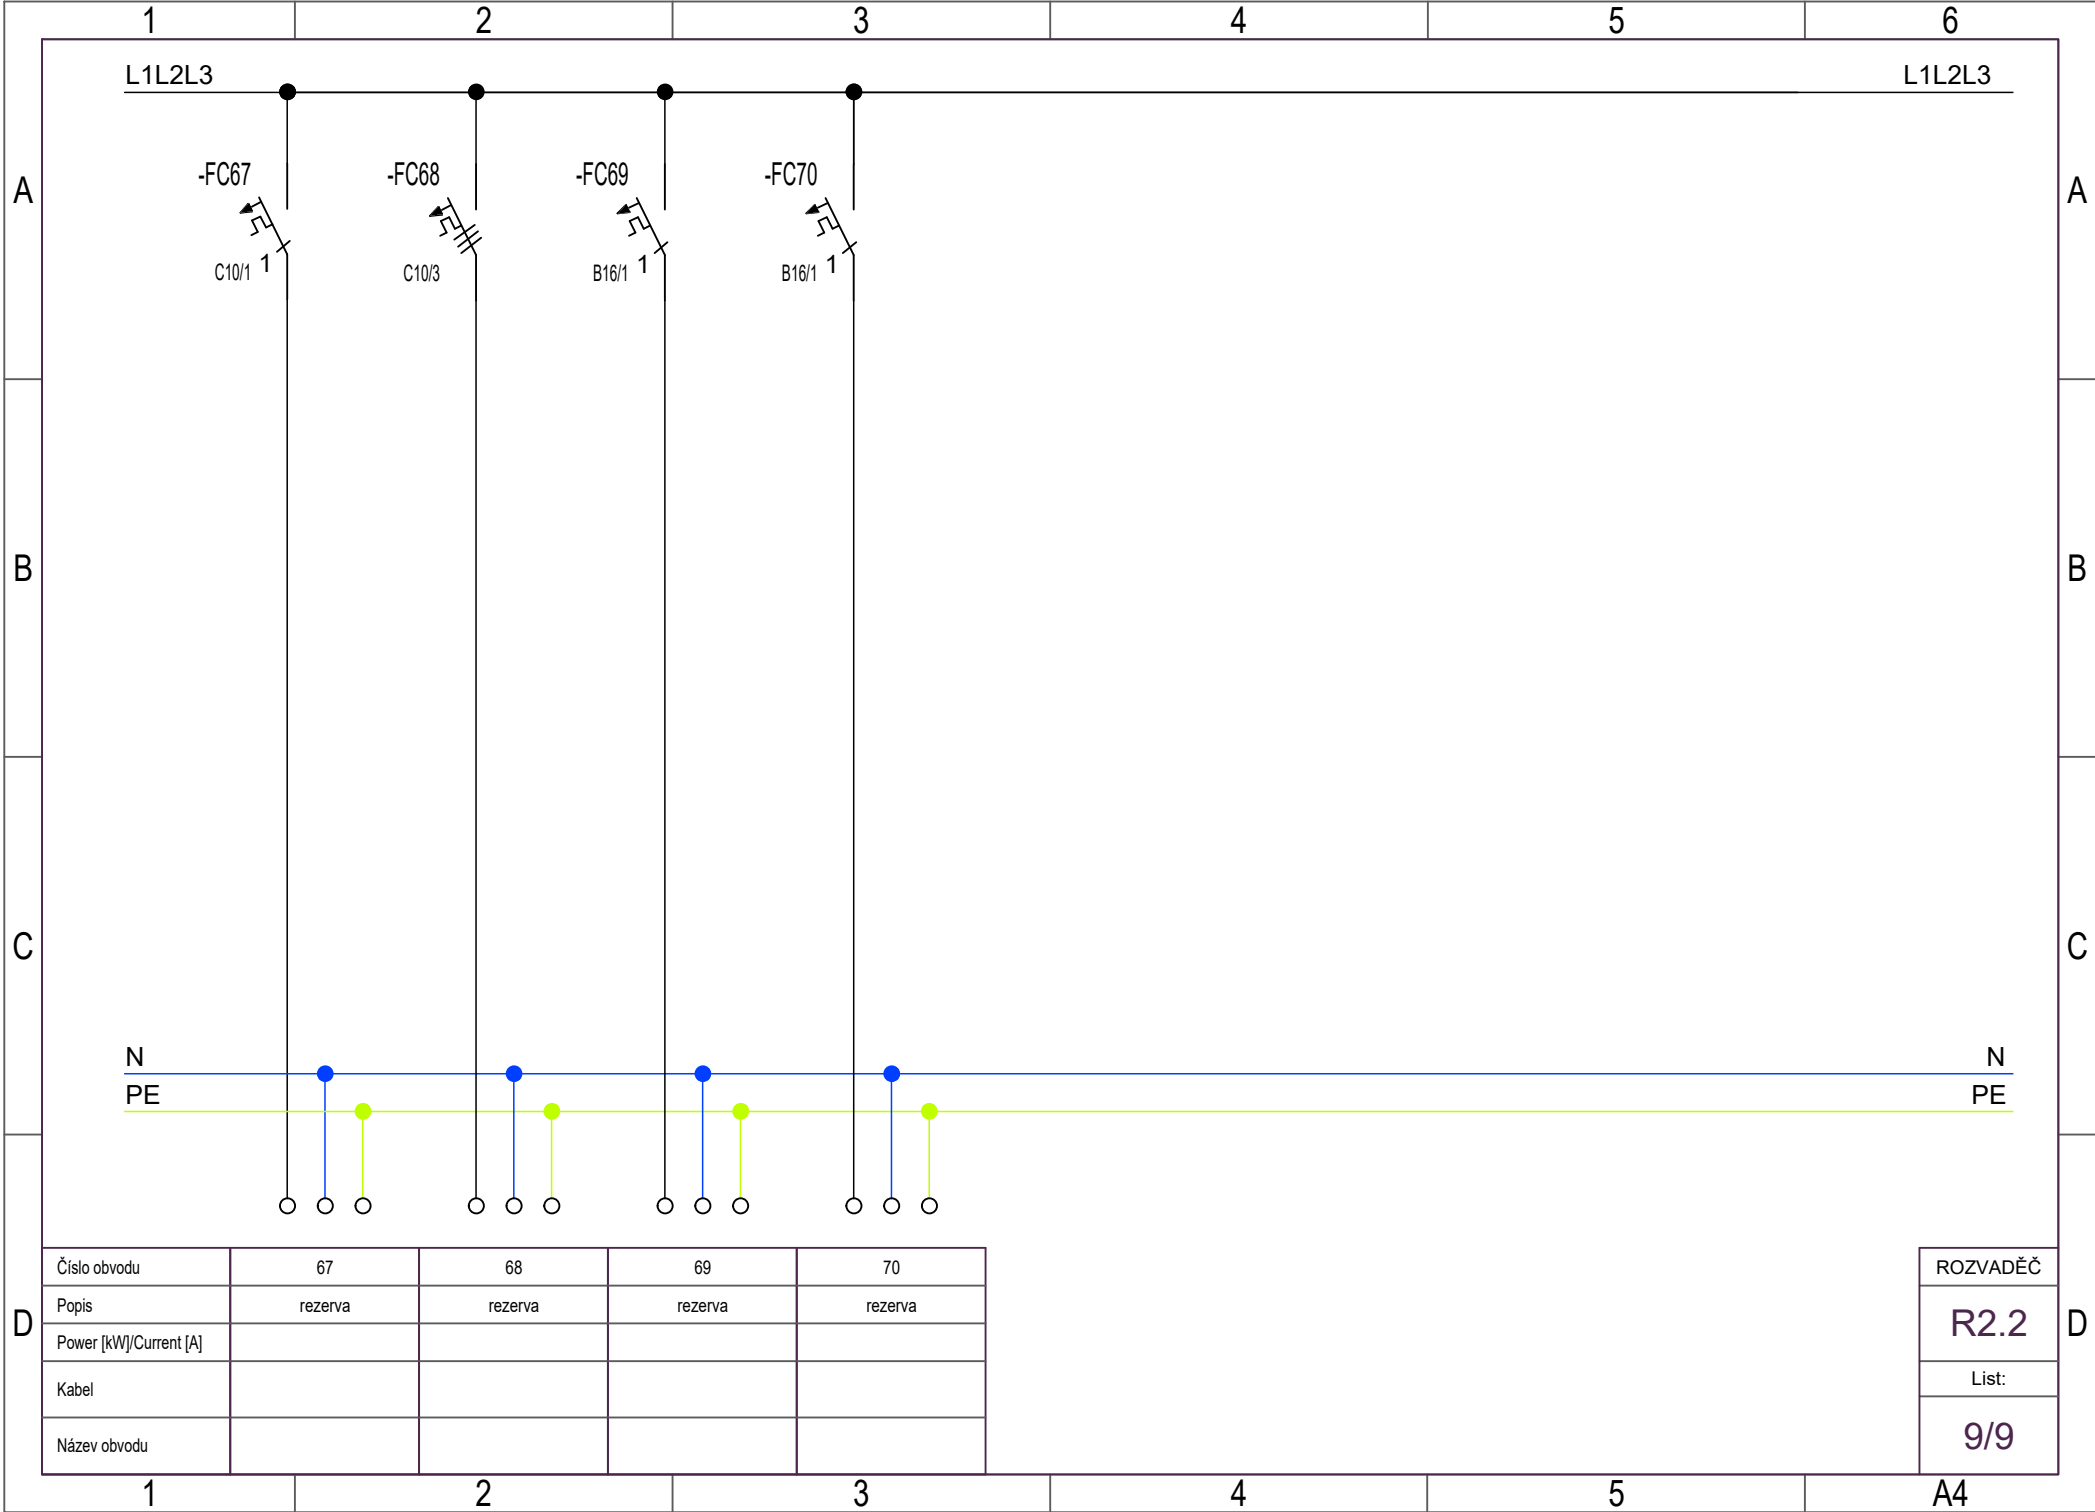 1 2 3 4 5 6
L1L2L3 L1L2L3
-FC67 -FC68 -FC69 -FC70
A A
C10/1 1 C10/3 B16/1 1 B16/1 1
B B
C C
N N
PE PE
Číslo obvodu 67 68 69 70
Popis rezerva rezerva rezerva rezerva
Power [kW]/Current [A]
Kabel
Název obvodu
D D
ROZVADĚČ
R2.2
List:
9/9
1 2 3 4 5 A4